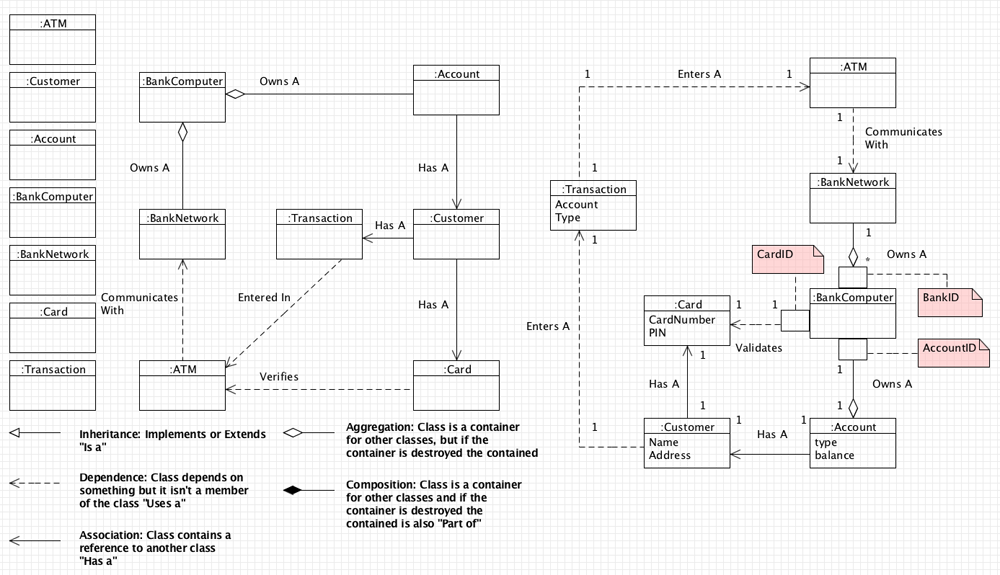 :ATM
:Customer
:Account
:BankComputer
:BankNetwork
:Card
:Transaction
:BankComputer
Owns A
:Account
Owns A
Has A
:BankNetwork
:Transaction
Has A
:Customer
Communicates
With
Entered In
Has A
:ATM
Verifies
:Card
Inheritance: Implements or Extends
"Is a"
Dependence: Class depends on
something but it isn't a member
of the class "Uses a"
Association: Class contains a
reference to another class
"Has a"
Aggregation: Class is a container
for other classes, but if the
container is destroyed the contained
Composition: Class is a container
for other classes and if the
container is destroyed the
contained is also "Part of"
1
Enters A
1
:ATM
1
Communicates
With
1
1
:Transaction
Account
Type
1
:BankNetwork
1
Owns A
*
CardID
BankID
:BankComputer
:Card
CardNumber
PIN
1
1
Validates
AccountID
Enters A
1
1
Has A
Owns A
1
1
:Customer
Name
Address
1
Has A
1
1
:Account
type
balance